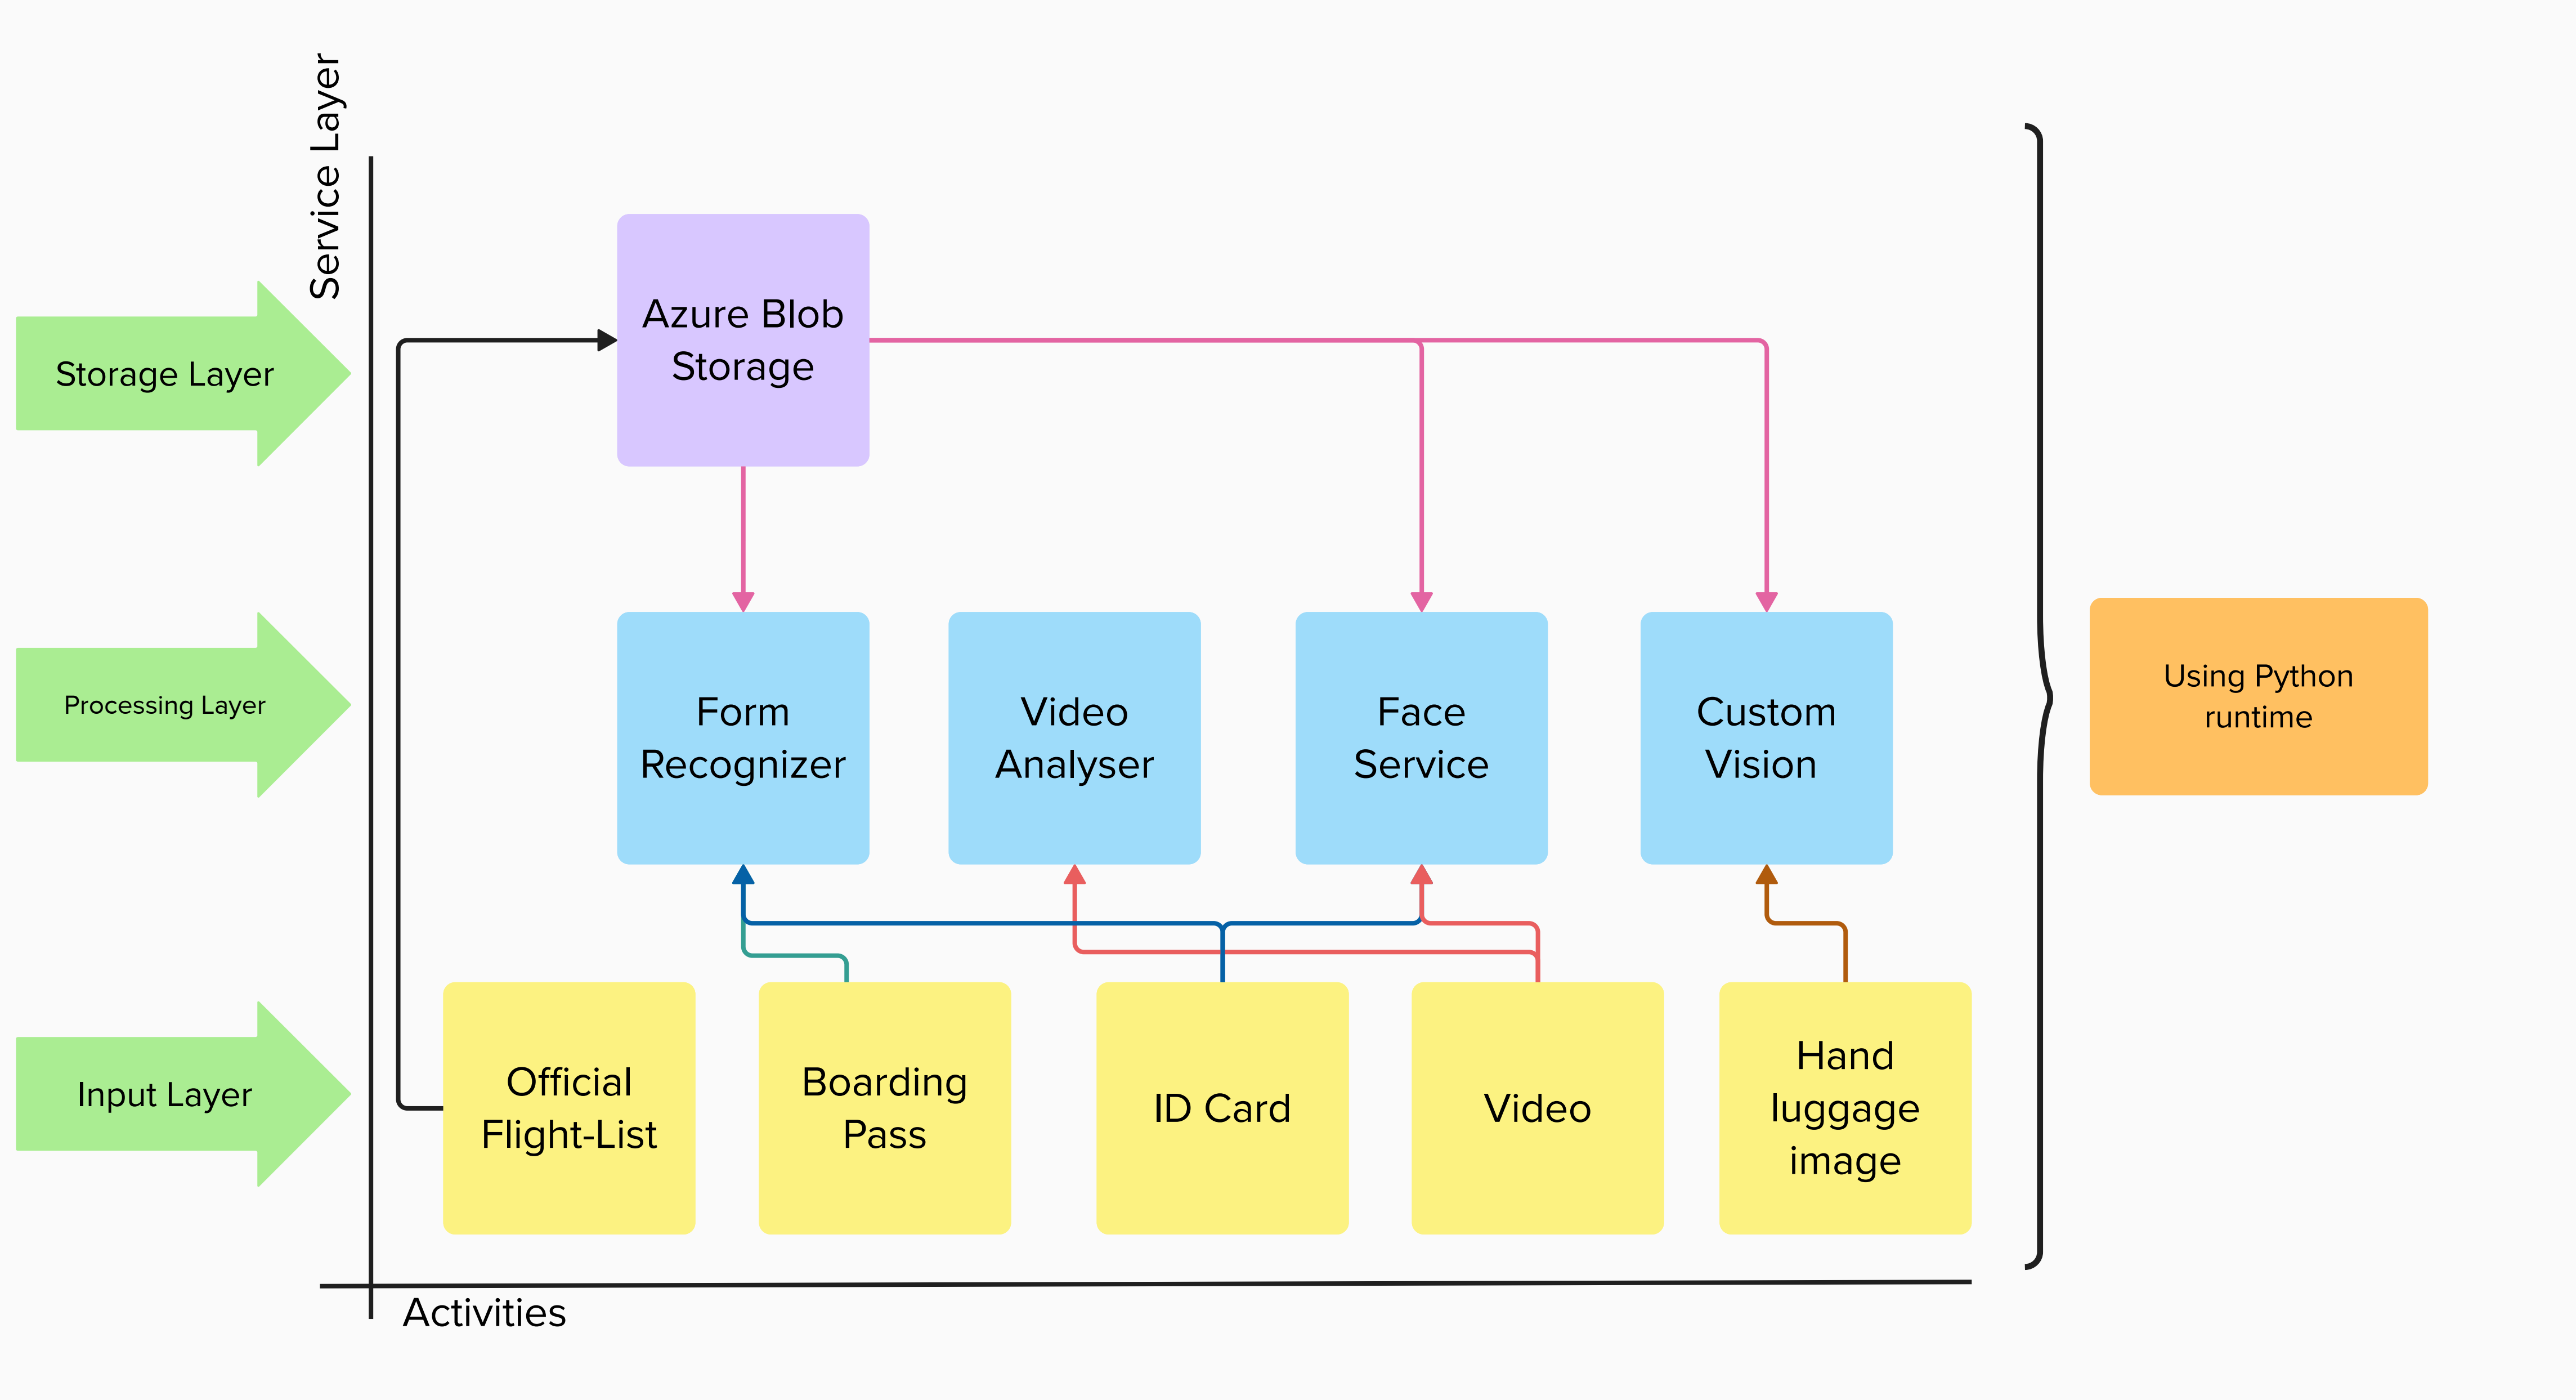 Service Layer
Storage Layer
Azure Blob
Storage
Processing Layer
Form
Recognizer
Video
Analyser
Face
Service
Custom
Vision
Using Python
runtime
Input Layer
Official
Flight-List
Boarding
Pass
ID Card
Video
Hand
luggage
image
Activities